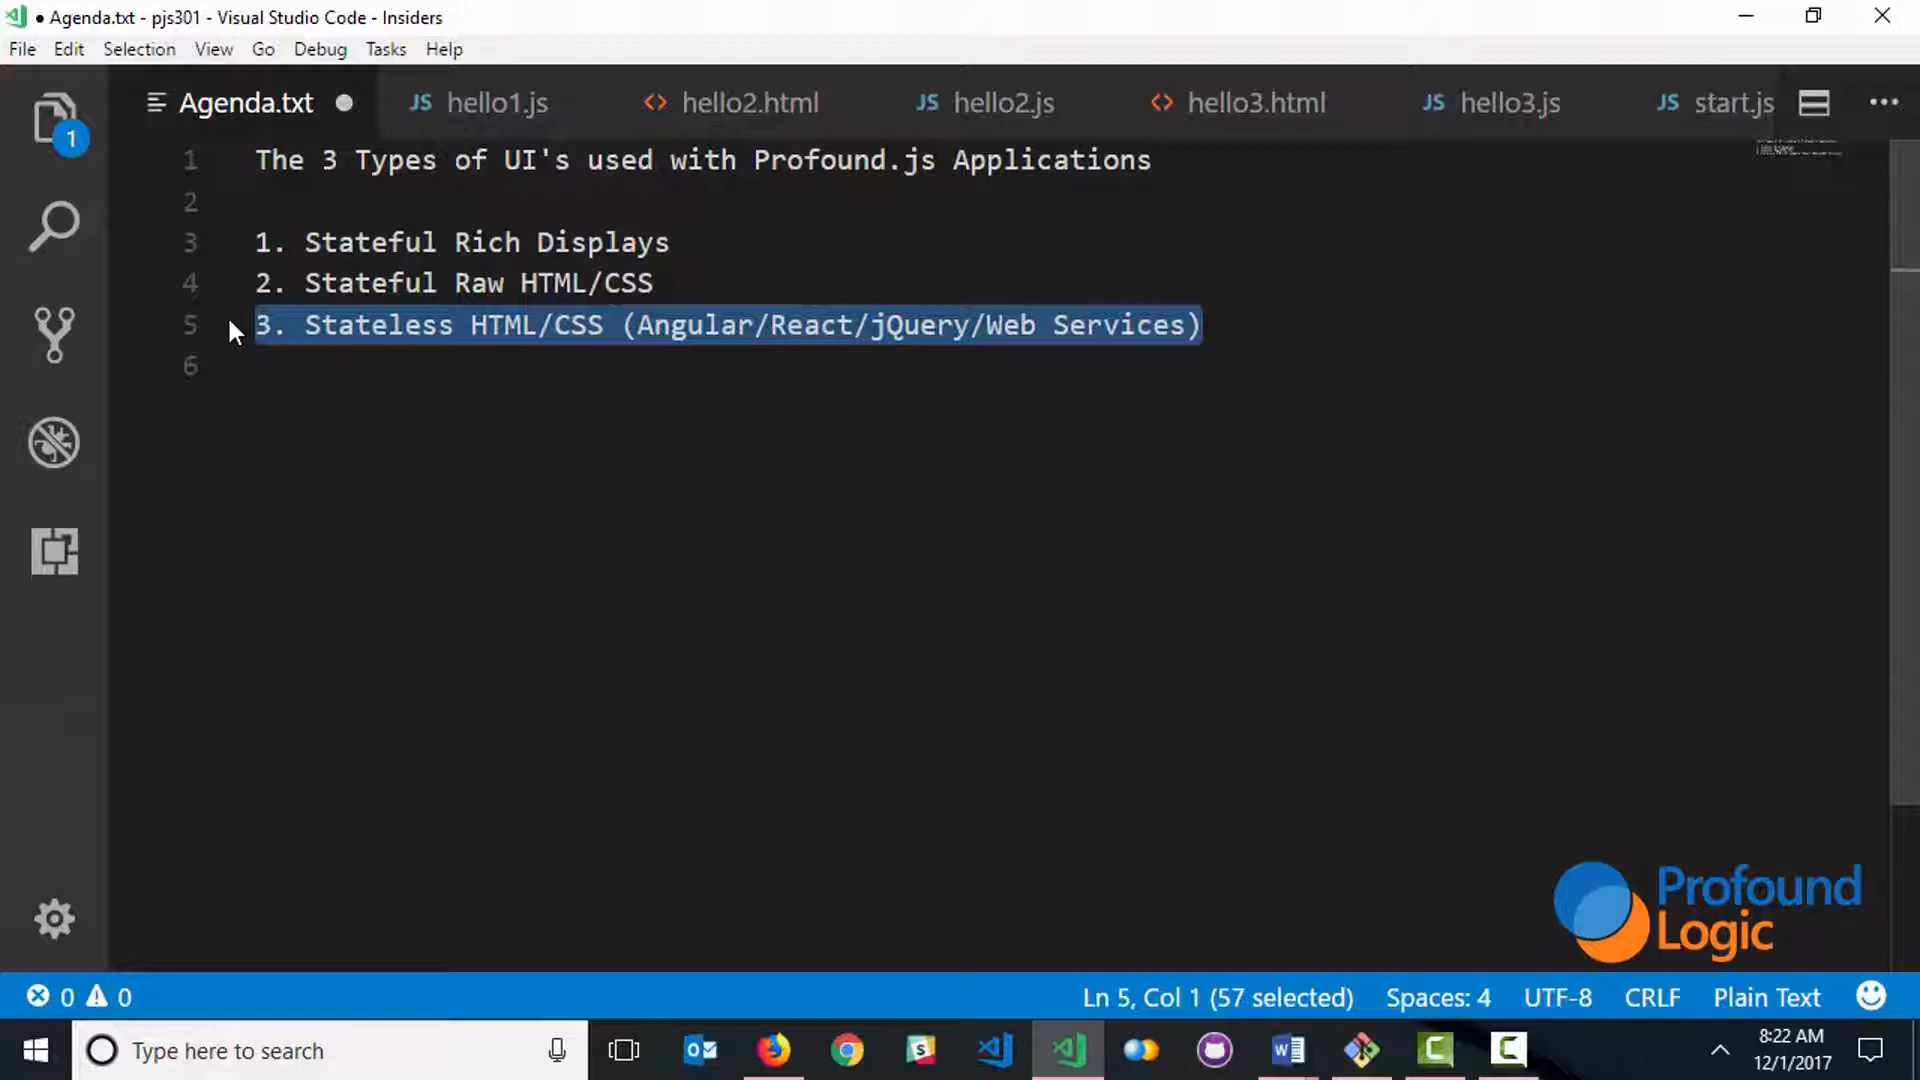 ● Agenda.txt - pjs301 - Visual Studio Code - Insiders
File Edit Selection View Go Debug Tasks Help
Agenda.txt ● JS hello1.js <> hello2.html JS hello2.js <> hello3.html JS hello3.js JS start.js ...
1 The 3 Types of UI's used with Profound.js Applications
2
3 1. Stateful Rich Displays
4 2. Stateful Raw HTML/CSS
5 3. Stateless HTML/CSS (Angular/React/jQuery/Web Services)
6
1
Profound
Logic
0 0 Ln 5, Col 1 (57 selected) Spaces: 4 UTF-8 CRLF Plain Text
Type here to search
8:22 AM
12/1/2017